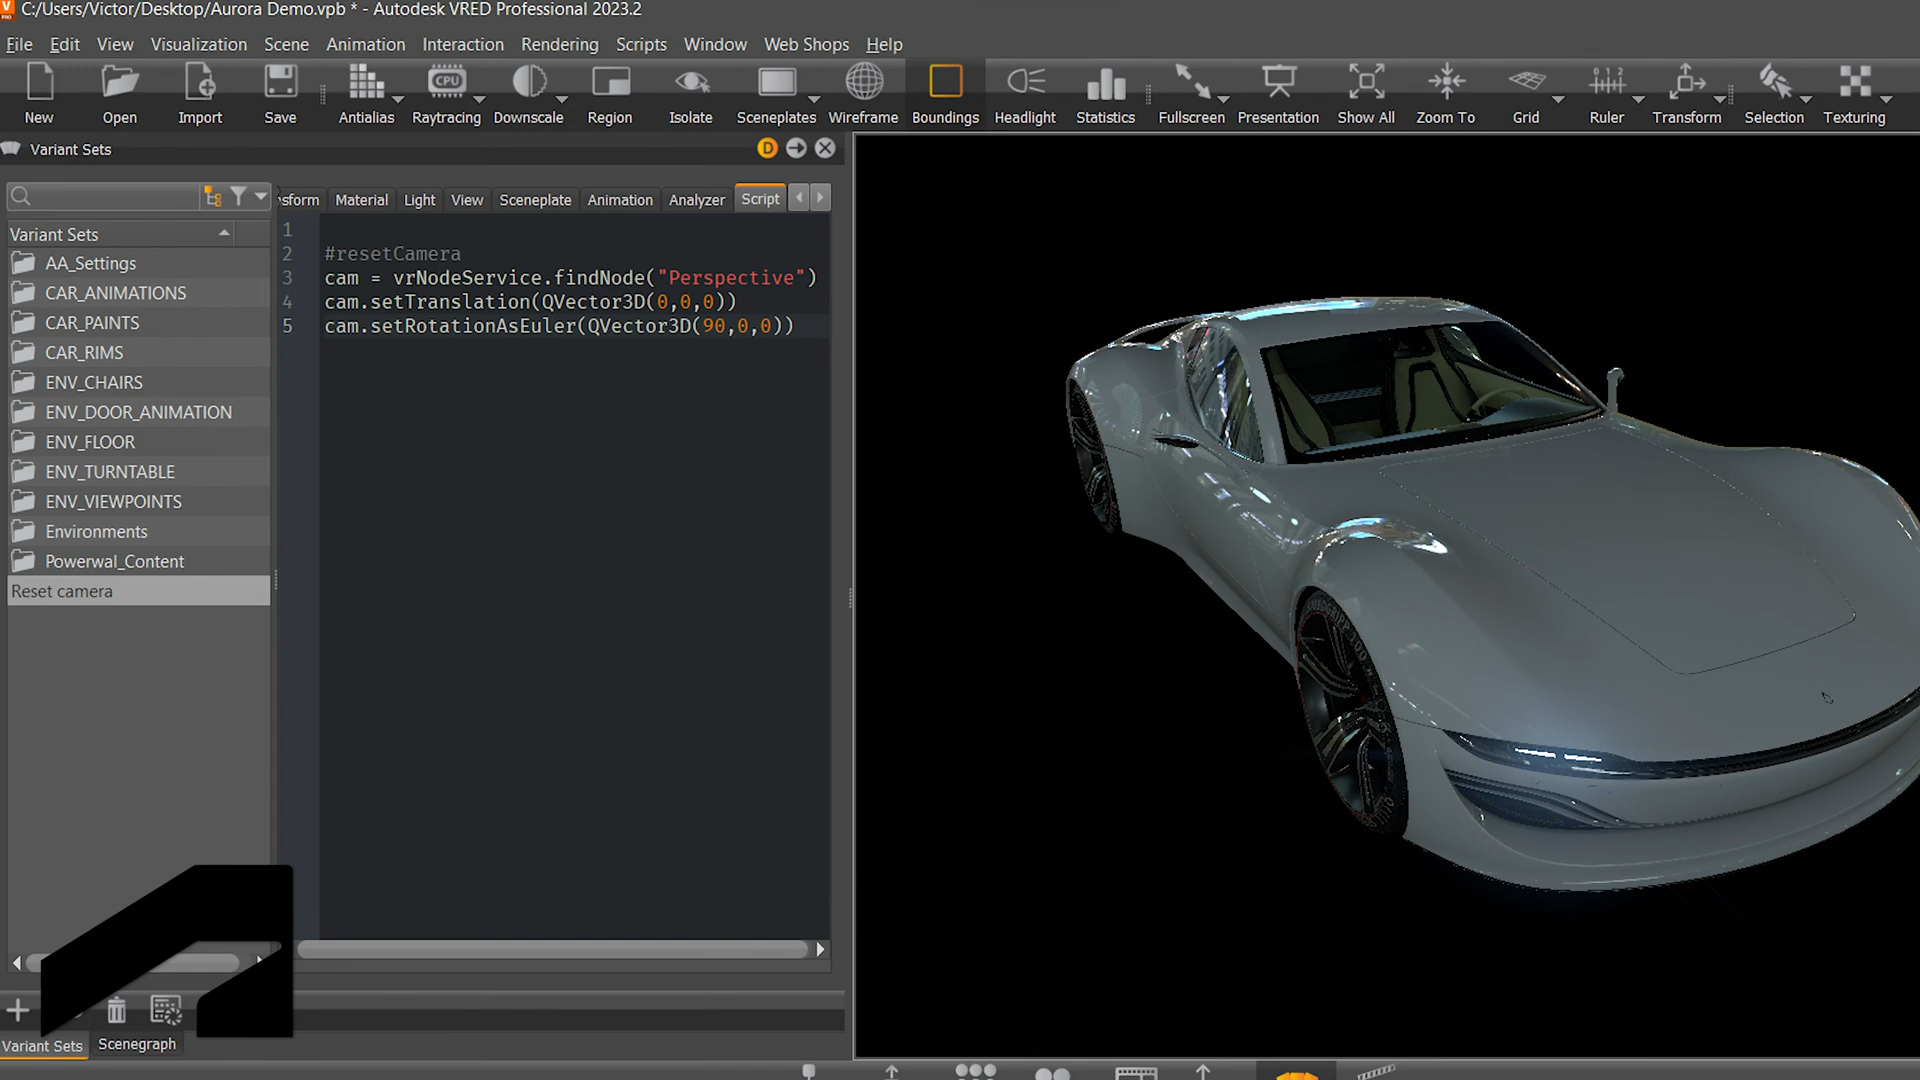 C:/Users/Victor/Desktop/Aurora Demo.vpb * - Autodesk VRED Professional 2023.2
File Edit View Visualization Scene Animation Interaction Rendering Scripts Window Web Shops Help
CPU
0 1 2
New Open Import Save Antialias Raytracing Downscale Region Isolate Sceneplates Wireframe Boundings Headlight Statistics Fullscreen Presentation Show All Zoom To Grid Ruler Transform Selection Texturing
Variant Sets
D
sform Material Light View Sceneplate Animation Analyzer Script
Variant Sets
AA_Settings
CAR_ANIMATIONS
CAR_PAINTS
CAR_RIMS
ENV_CHAIRS
ENV_DOOR_ANIMATION
ENV_FLOOR
ENV_TURNTABLE
ENV_VIEWPOINTS
Environments
Powerwal_Content
Reset camera
1
2 #resetCamera
3 cam = vrNodeService.findNode("Perspective")
4 cam.setTranslation(QVector3D(0,0,0))
5 cam.setRotationAsEuler(QVector3D(90,0,0))
Variant Sets Scenegraph